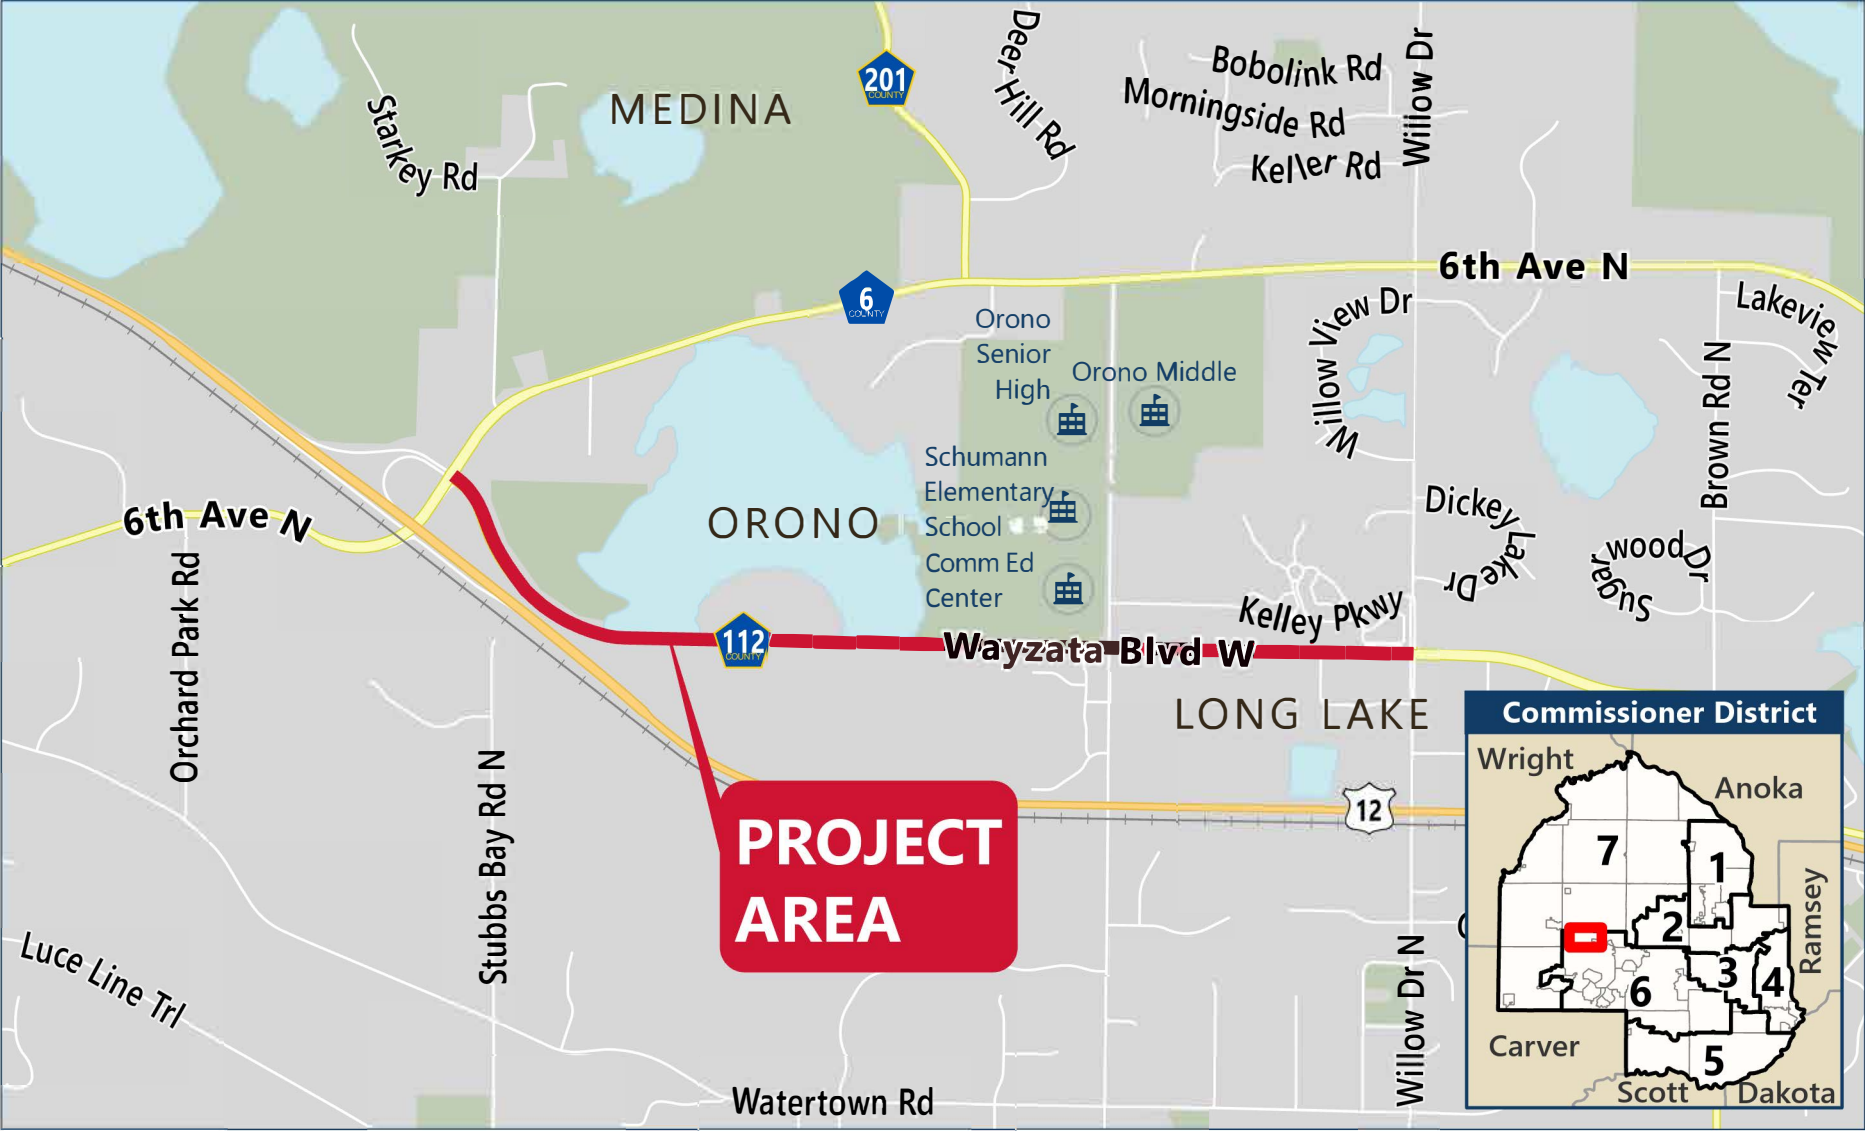 MEDINA
201
COUNTY
Deer Hill Rd
Bobolink Rd
Morningside Rd
Keller Rd
Willow Dr
Starkey Rd
6th Ave N
6
COUNTY
Willow View Dr
Lakeview Ter
Orono
Senior
High
Orono Middle
Brown Rd N
Schumann
Elementary
School
Comm Ed
Center
ORONO
6th Ave N
Orchard Park Rd
Dickey Lake Dr
Sugarwood Dr
Kelley Pkwy
112
COUNTY
Wayzata Blvd W
LONG LAKE
12
PROJECT
AREA
Stubbs Bay Rd N
Luce Line Trl
Watertown Rd
Willow Dr N
Commissioner District
Wright
Anoka
7
1
2
Ramsey
3
4
6
5
Carver
Scott
Dakota